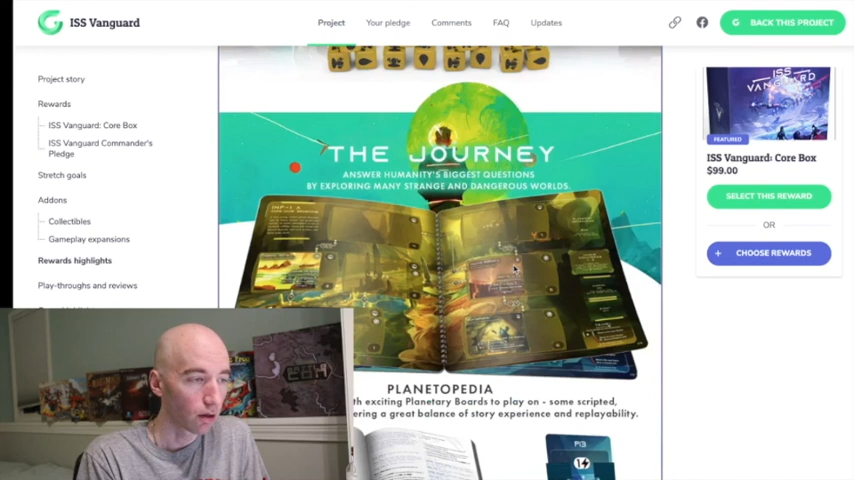 ISS Vanguard
Project
Your pledge
Comments
FAQ
Updates
G BACK THIS PROJECT
Project story
Rewards
ISS Vanguard: Core Box
ISS Vanguard Commander's
Pledge
Stretch goals
Addons
Collectibles
Gameplay expansions
Rewards highlights
Play-throughs and reviews
THE JOURNEY
ANSWER HUMANITY'S BIGGEST QUESTIONS
BY EXPLORING MANY STRANGE AND DANGEROUS WORLDS.
PLANETOPEDIA
th exciting Planetary Boards to play on - some scripted,
ering a great balance of story experience and replayability.
P13
1
ISS
VANGUARD
FEATURED
ISS Vanguard: Core Box
$99.00
SELECT THIS REWARD
OR
+ CHOOSE REWARDS